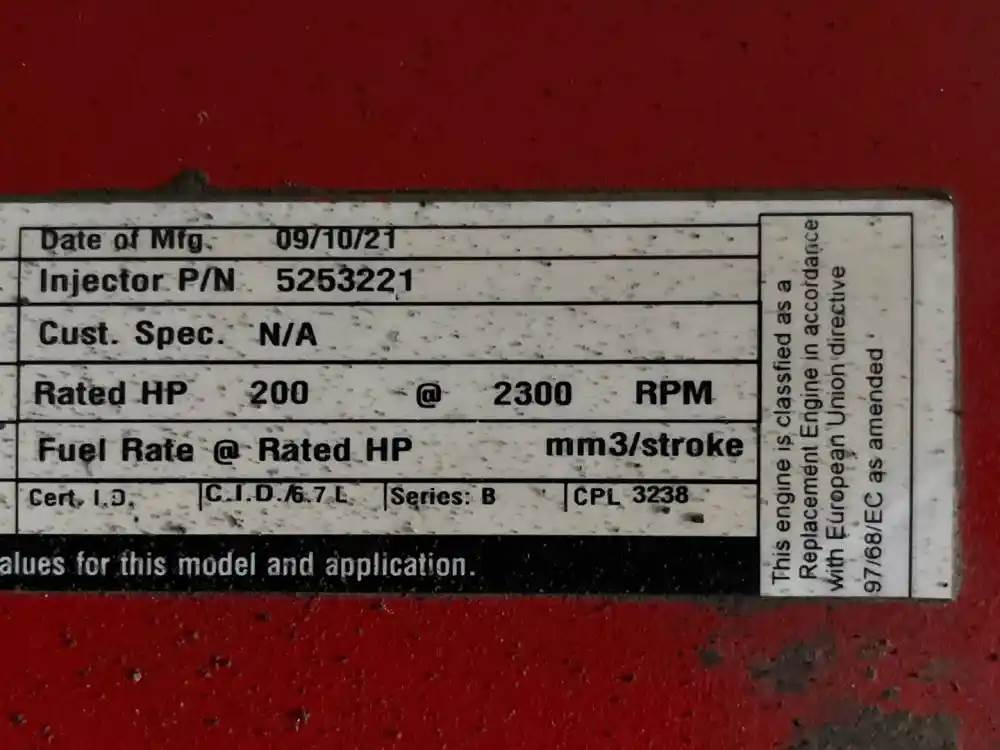 Date of Mfg. 09/10/21
Injector P/N 5253221
Cust. Spec. N/A
Rated HP 200 @ 2300 RPM
Fuel Rate @ Rated HP mm3/stroke
Cert. I.D. C.I.D./6.7 L Series: B CPL 3238
alues for this model and application.
This engine is classfied as a
Replacement Engine in accordance
with European Union directive
97/68/EC as amended